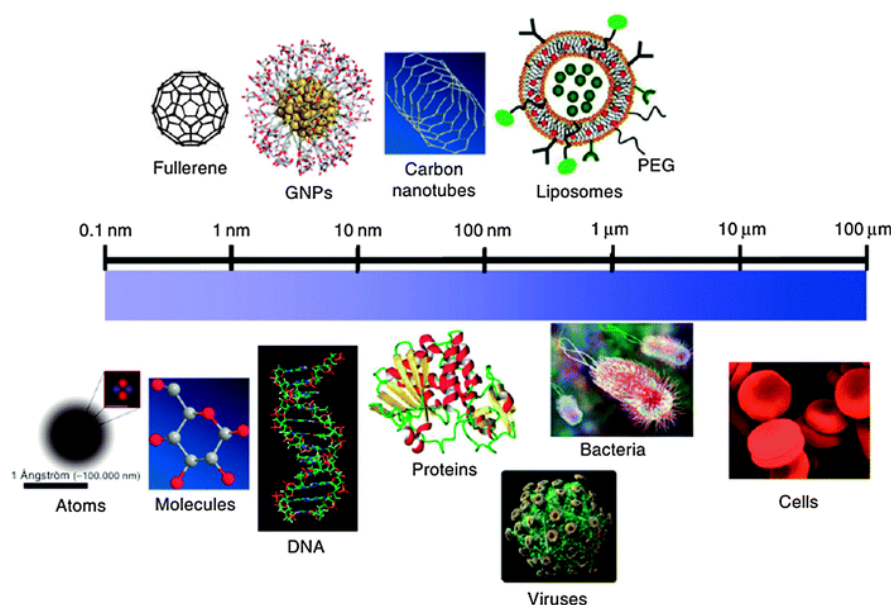 Fullerene
GNPs
Carbon
nanotubes
Liposomes
PEG
0.1 nm 1 nm 10 nm 100 nm 1 μm 10 μm 100 μm
1 Ångström (~100.000 nm)
Atoms
Molecules
DNA
Proteins
Bacteria
Viruses
Cells